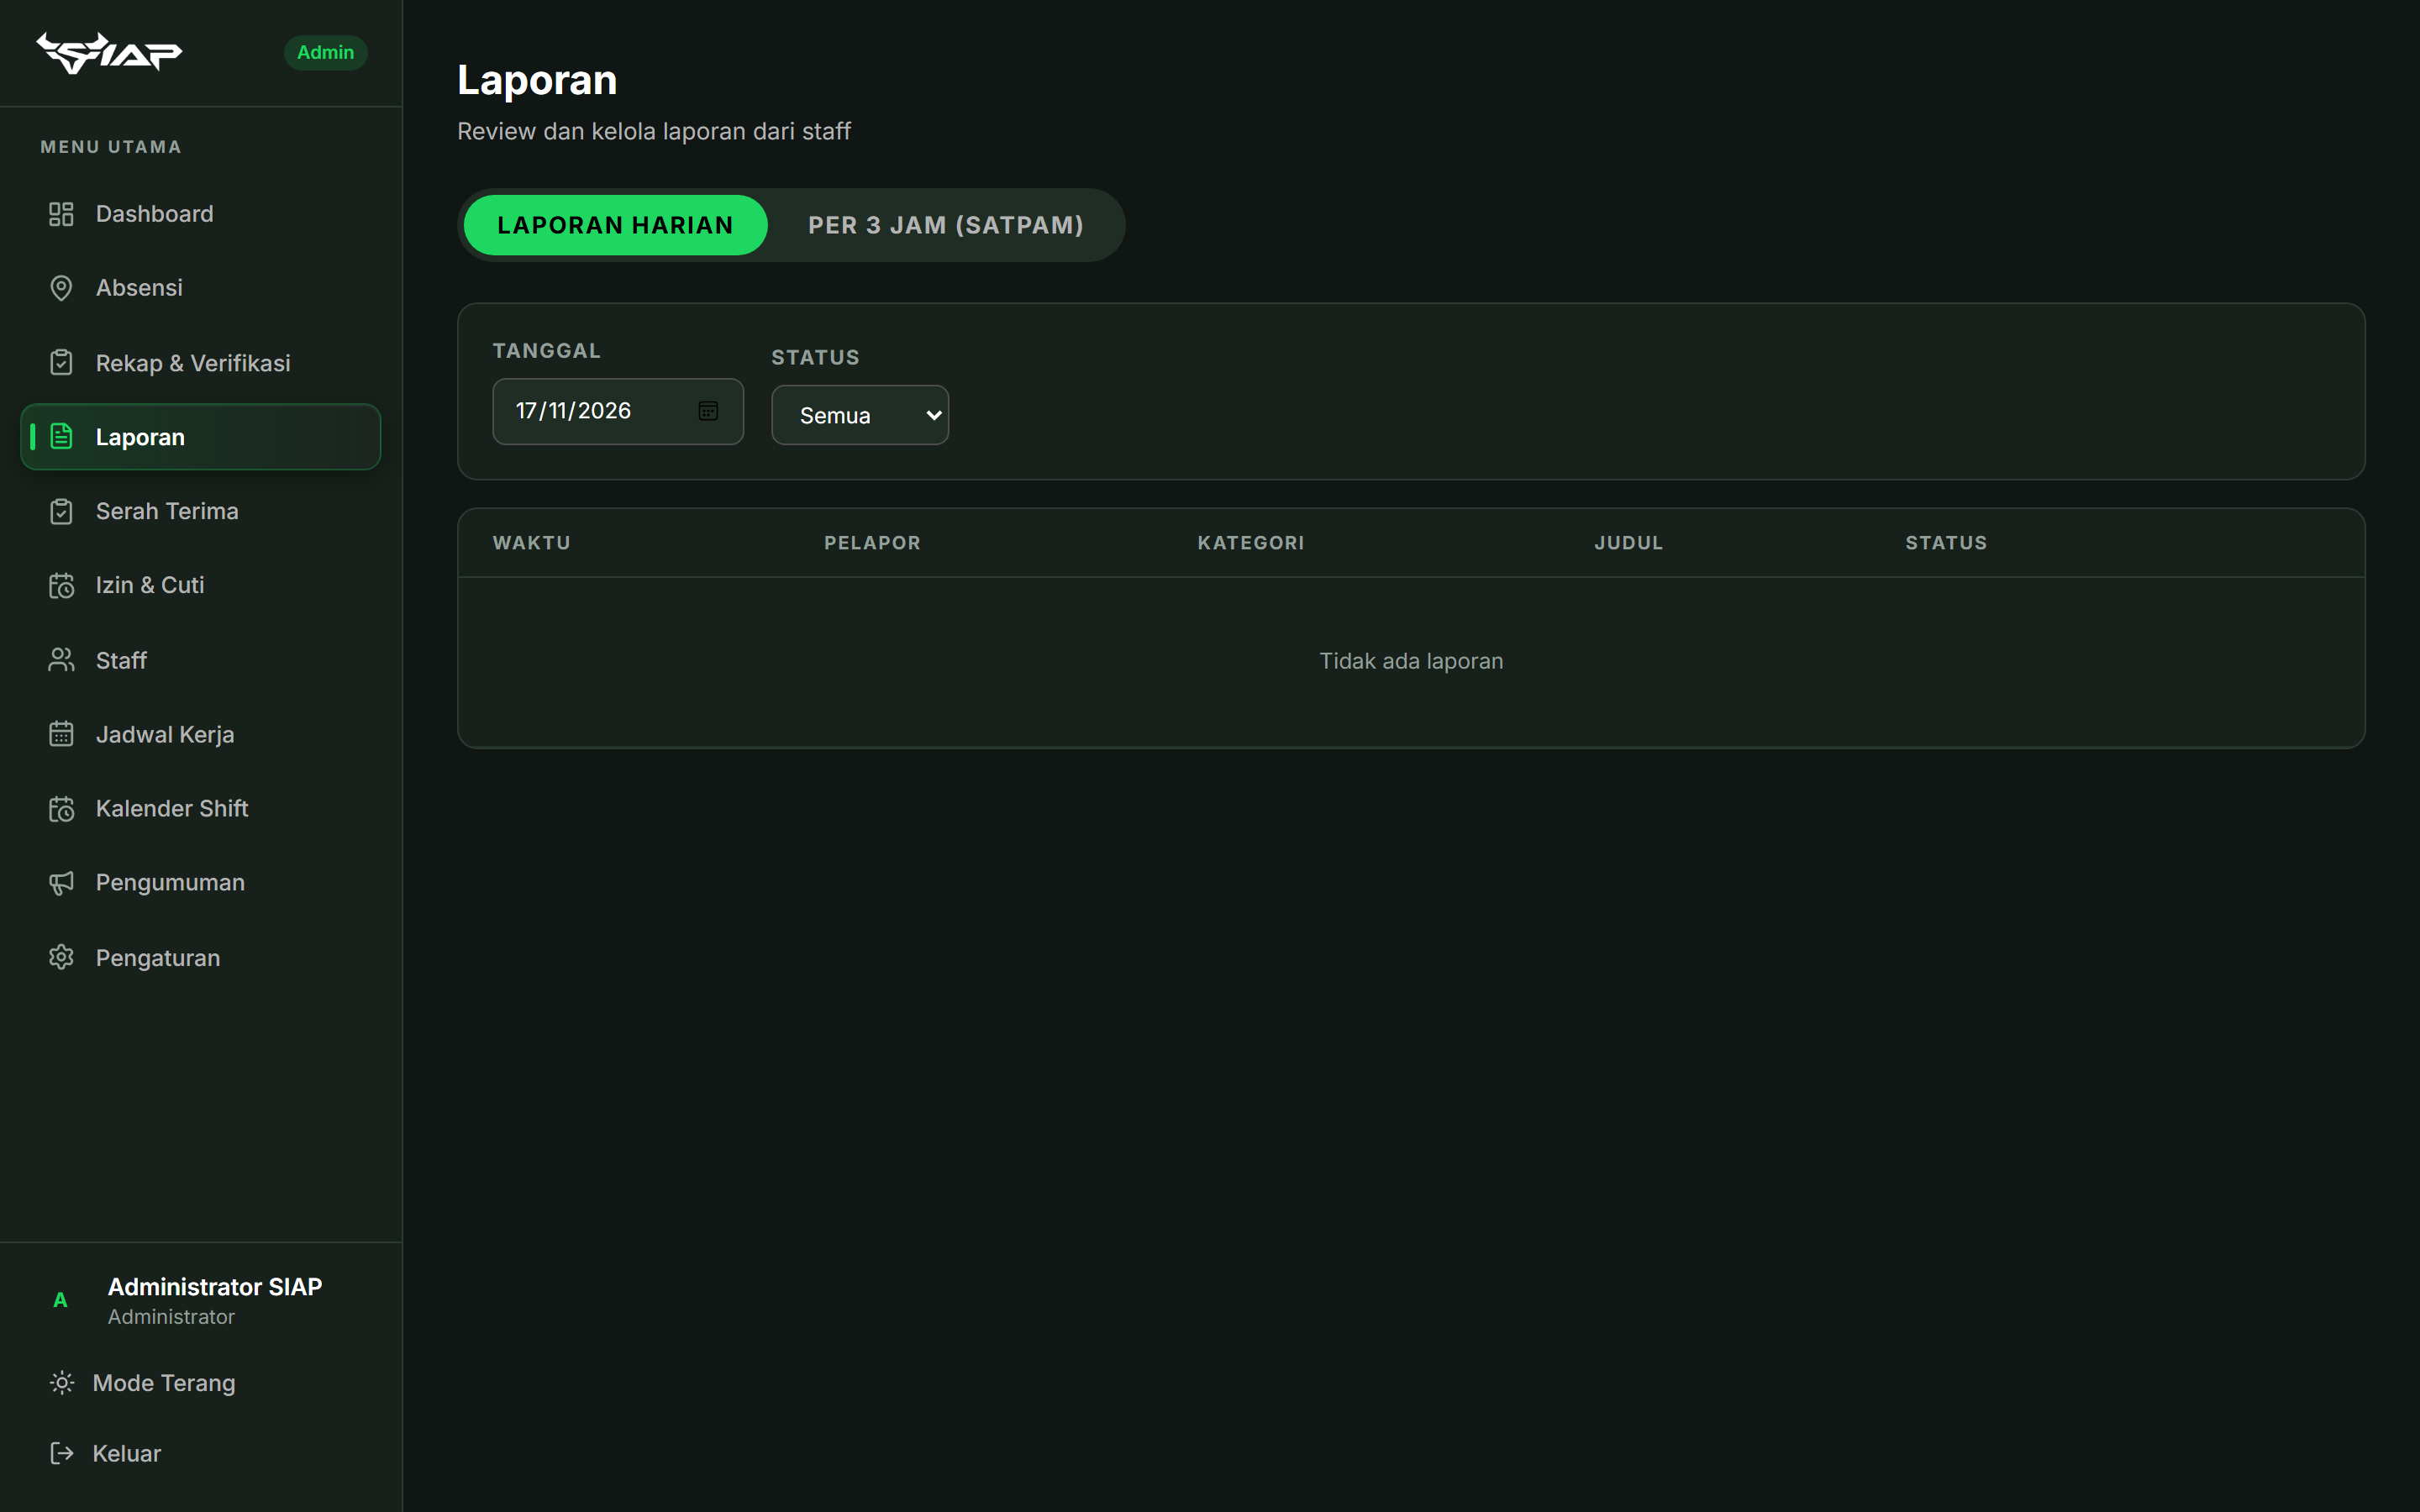 SIAP
Admin
MENU UTAMA
Dashboard
Absensi
Rekap & Verifikasi
Laporan
Serah Terima
Izin & Cuti
Staff
Jadwal Kerja
Kalender Shift
Pengumuman
Pengaturan
A
Administrator SIAP
Administrator
Mode Terang
Keluar
Laporan
Review dan kelola laporan dari staff
LAPORAN HARIAN PER 3 JAM (SATPAM)
TANGGAL STATUS
17/11/2026 Semua
WAKTU PELAPOR KATEGORI JUDUL STATUS
Tidak ada laporan